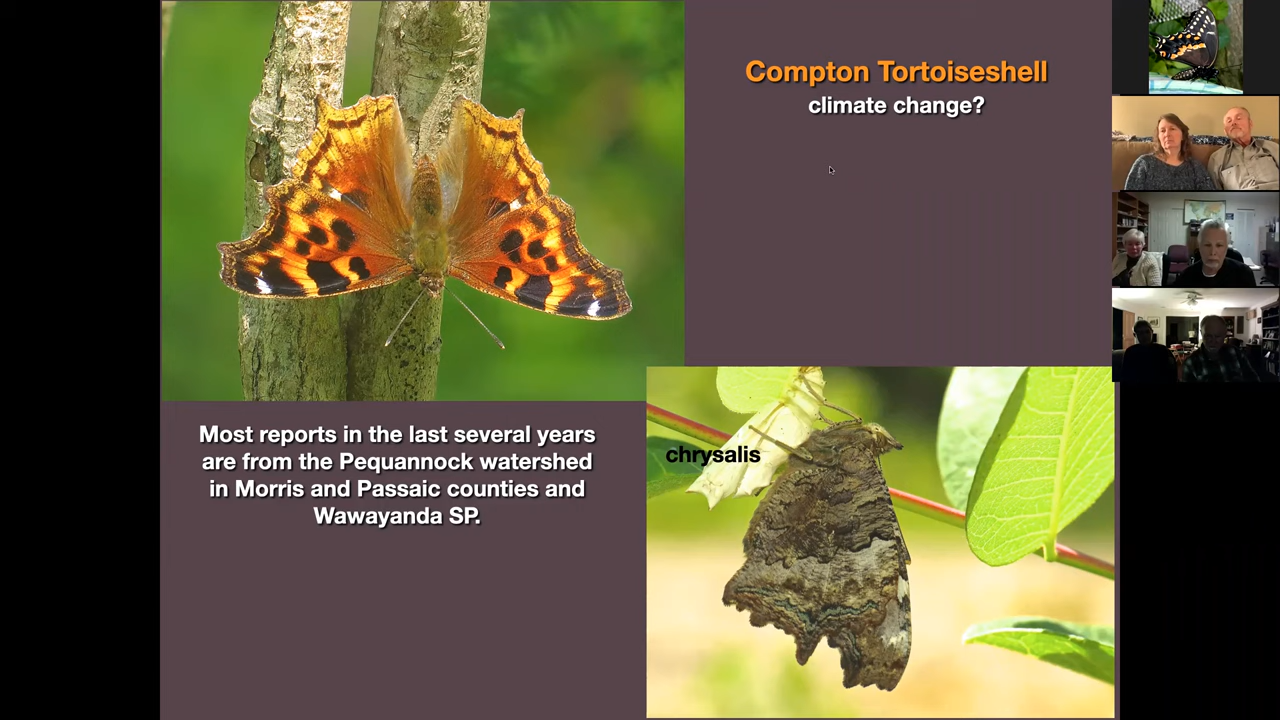 Compton Tortoiseshell
climate change?
Most reports in the last several years
are from the Pequannock watershed
in Morris and Passaic counties and
Wawayanda SP.
chrysalis